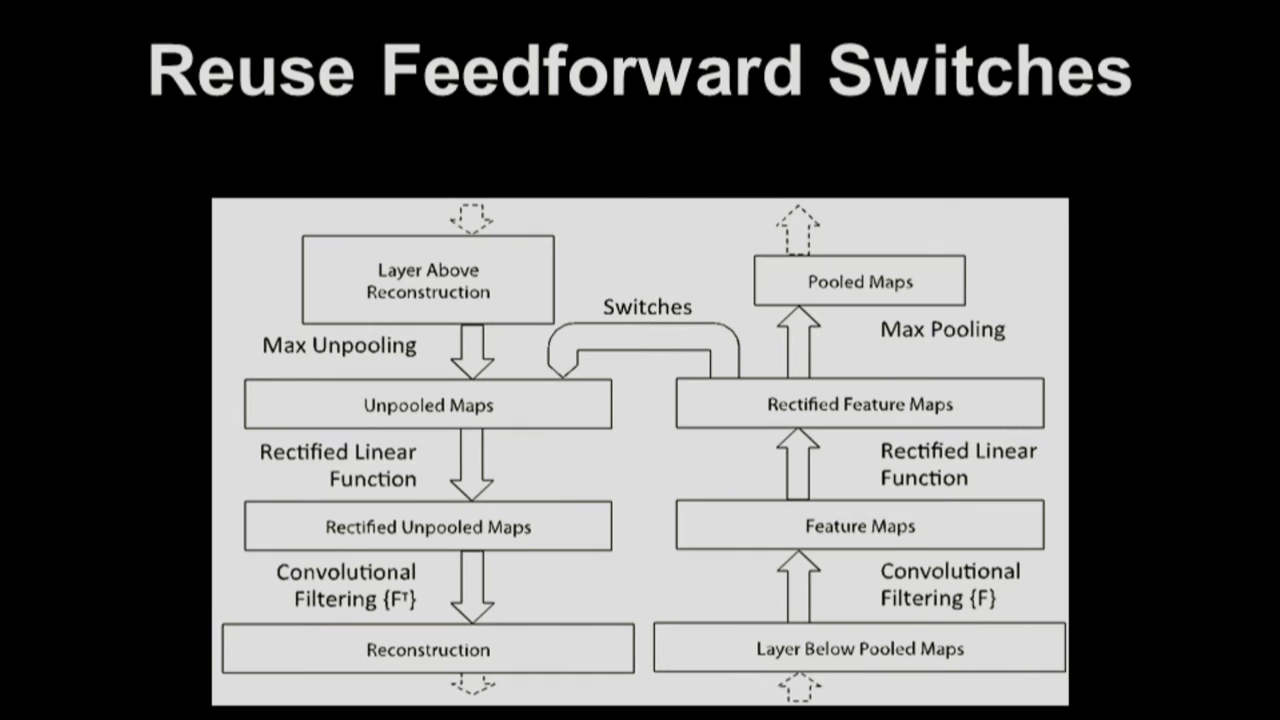 Reuse Feedforward Switches
Layer Above
Reconstruction
Max Unpooling
Unpooled Maps
Rectified Linear
Function
Rectified Unpooled Maps
Convolutional
Filtering {Fᵀ}
Reconstruction
Switches
Pooled Maps
Max Pooling
Rectified Feature Maps
Rectified Linear
Function
Feature Maps
Convolutional
Filtering {F}
Layer Below Pooled Maps